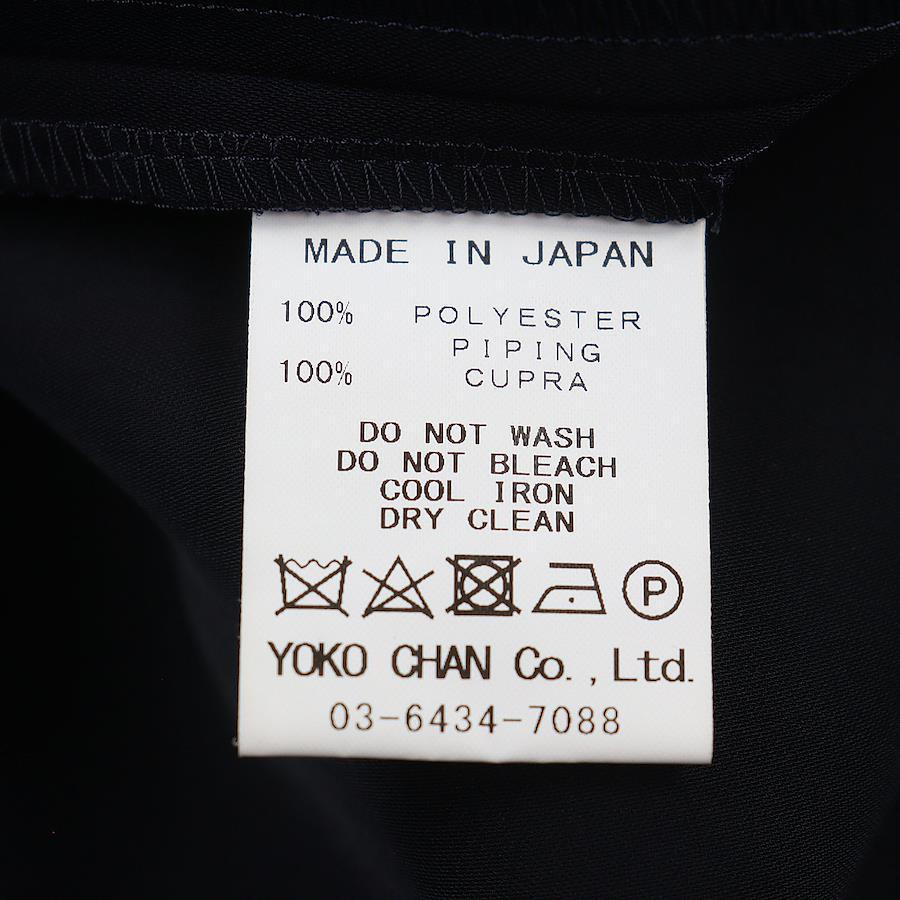 MADE IN JAPAN
100% POLYESTER
PIPING
100% CUPRA
DO NOT WASH
DO NOT BLEACH
COOL IRON
DRY CLEAN
P
YOKO CHAN Co., Ltd.
03-6434-7088